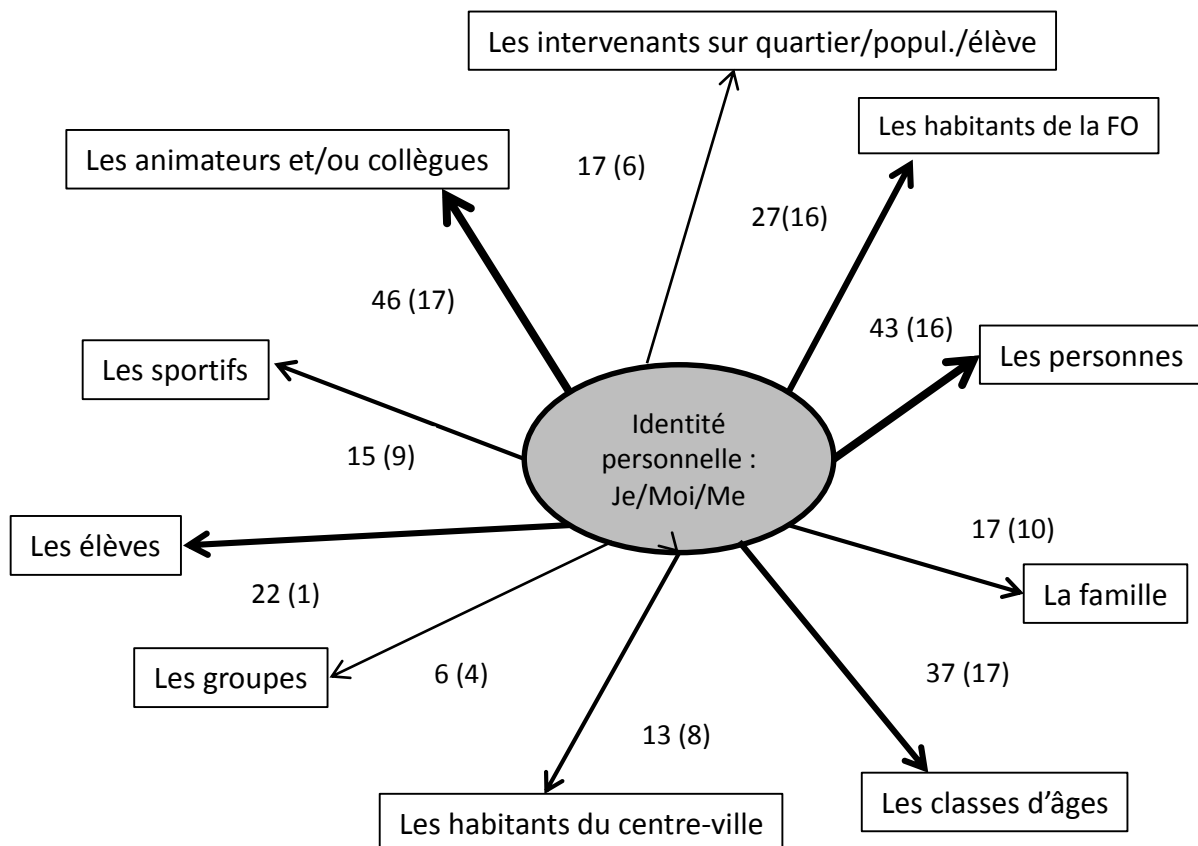 Les intervenants sur quartier/popul./élève
Les habitants de la FO
Les animateurs et/ou collègues
17 (6)
27(16)
46 (17)
43 (16)
Les personnes
Les sportifs
Identité
personnelle :
Je/Moi/Me
15 (9)
Les élèves
17 (10)
22 (1)
La famille
Les groupes
6 (4)
37 (17)
13 (8)
Les classes d’âges
Les habitants du centre-ville